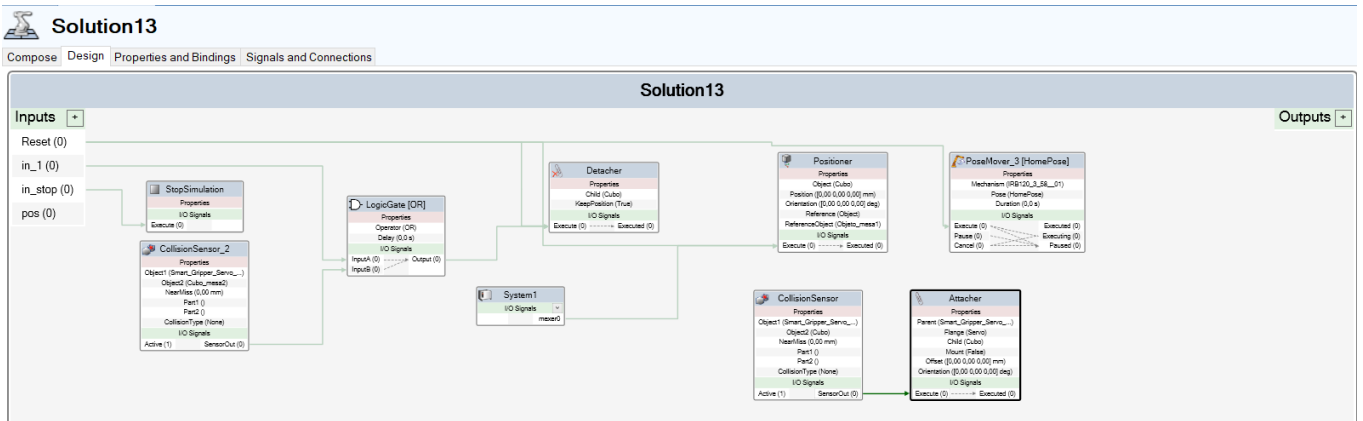 Solution13
Compose Design Properties and Bindings Signals and Connections
Solution13
Inputs +
Outputs +
Reset (0)
in_1 (0)
in_stop (0)
pos (0)
StopSimulation
Properties
I/O Signals
Execute (0)
CollisionSensor_2
Properties
Object1 (Smart_Gripper_Servo_...)
Object2 (Cubo_mesa2)
NearMiss (0,00 mm)
Part1 ()
Part2 ()
CollisionType (None)
I/O Signals
Active (1) SensorOut (0)
LogicGate [OR]
Properties
Operator (OR)
Delay (0,0 s)
I/O Signals
InputA (0) Output (0)
InputB (0)
System1
I/O Signals
mexer0
Detacher
Properties
Child (Cubo)
KeepPosition (True)
I/O Signals
Execute (0) Executed (0)
Positioner
Properties
Object (Cubo)
Position ([0,00 0,00 0,00] mm)
Orientation ([0,00 0,00 0,00] deg)
Reference (Object)
ReferenceObject (Objeto_mesa1)
I/O Signals
Execute (0) Executed (0)
PoseMover_3 [HomePose]
Properties
Mechanism (IRB120_3_58__01)
Pose (HomePose)
Duration (0,0 s)
I/O Signals
Execute (0) Executed (0)
Pause (0) Executing (0)
Cancel (0) Paused (0)
CollisionSensor
Properties
Object1 (Smart_Gripper_Servo_...)
Object2 (Cubo)
NearMiss (0,00 mm)
Part1 ()
Part2 ()
CollisionType (None)
I/O Signals
Active (1) SensorOut (0)
Attacher
Properties
Parent (Smart_Gripper_Servo_...)
Flange (Servo)
Child (Cubo)
Mount (False)
Offset ([0,00 0,00 0,00] mm)
Orientation ([0,00 0,00 0,00] deg)
I/O Signals
Execute (0) Executed (0)